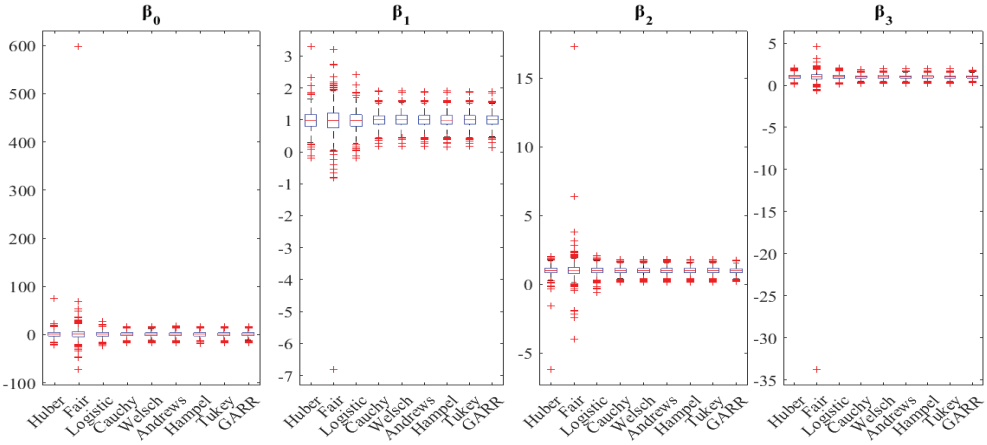 β0
600
500
400
300
200
100
0
-100
Huber
Fair
Logistic
Cauchy
Welsch
Andrews
Hampel
Tukey
GARR
β1
3
2
1
0
-1
-2
-3
-4
-5
-6
-7
Huber
Fair
Logistic
Cauchy
Welsch
Andrews
Hampel
Tukey
GARR
β2
15
10
5
0
-5
Huber
Fair
Logistic
Cauchy
Welsch
Andrews
Hampel
Tukey
GARR
β3
5
0
-5
-10
-15
-20
-25
-30
-35
Huber
Fair
Logistic
Cauchy
Welsch
Andrews
Hampel
Tukey
GARR